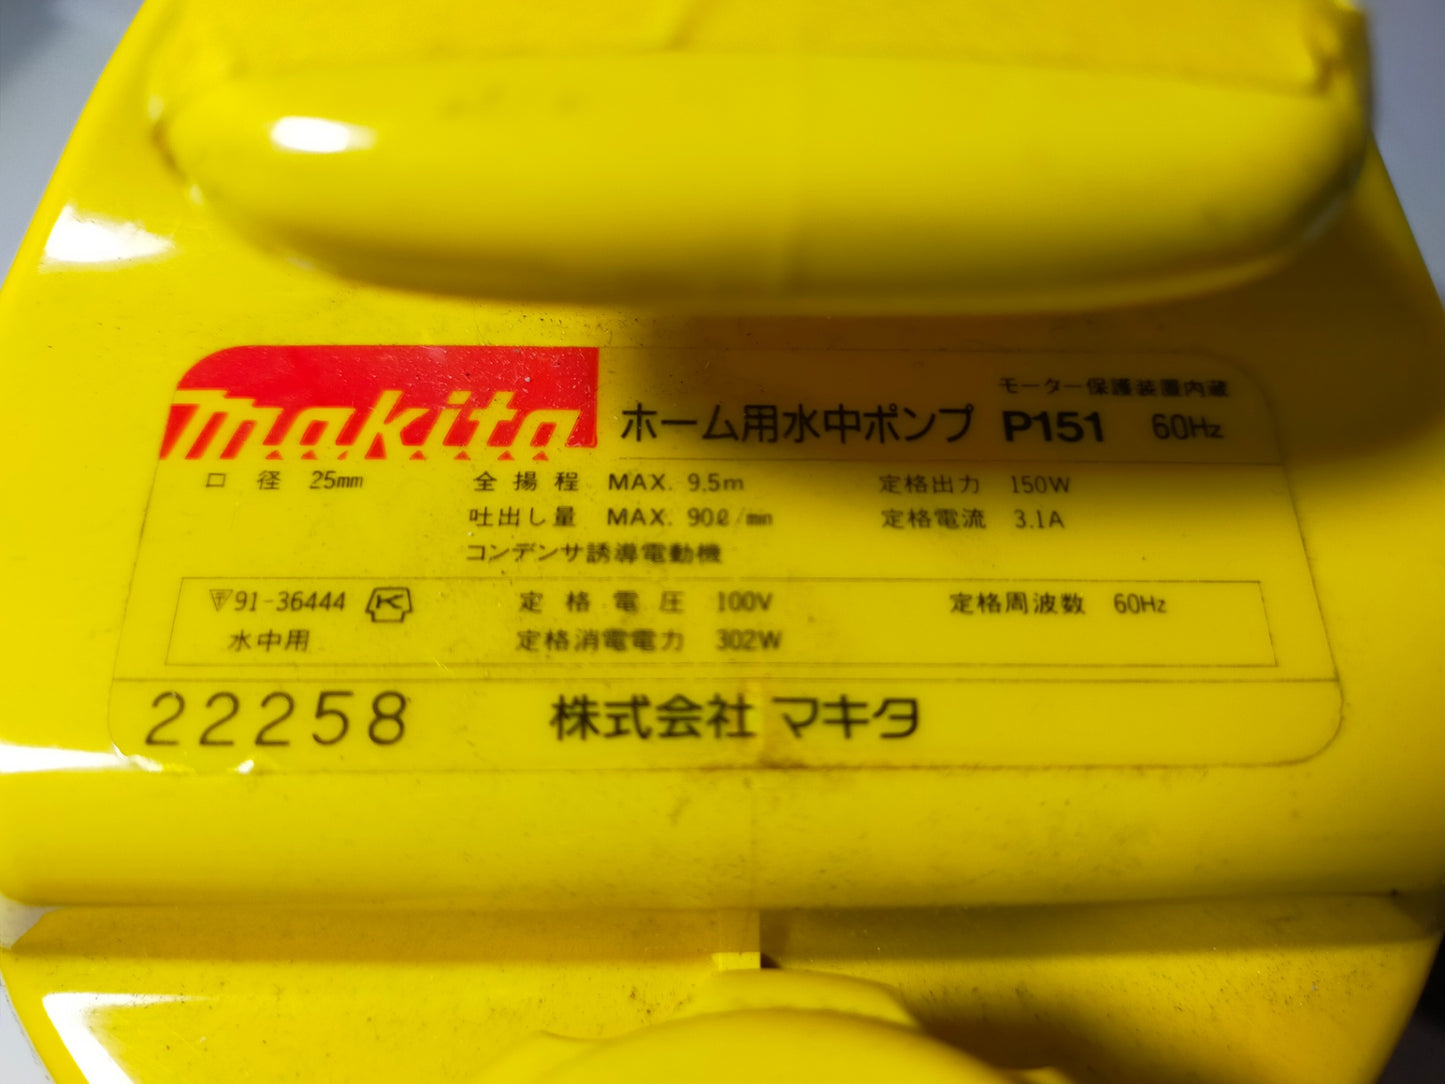 makita
モーター保護装置内蔵
ホーム用水中ポンプ P151 60Hz
口径 25mm 全揚程 MAX. 9.5m 定格出力 150W
吐出し量 MAX. 90ℓ/min 定格電流 3.1A
コンデンサ誘導電動機
91-36444 定格電圧 100V 定格周波数 60Hz
水中用 定格消電電力 302W
22258 株式会社マキタ